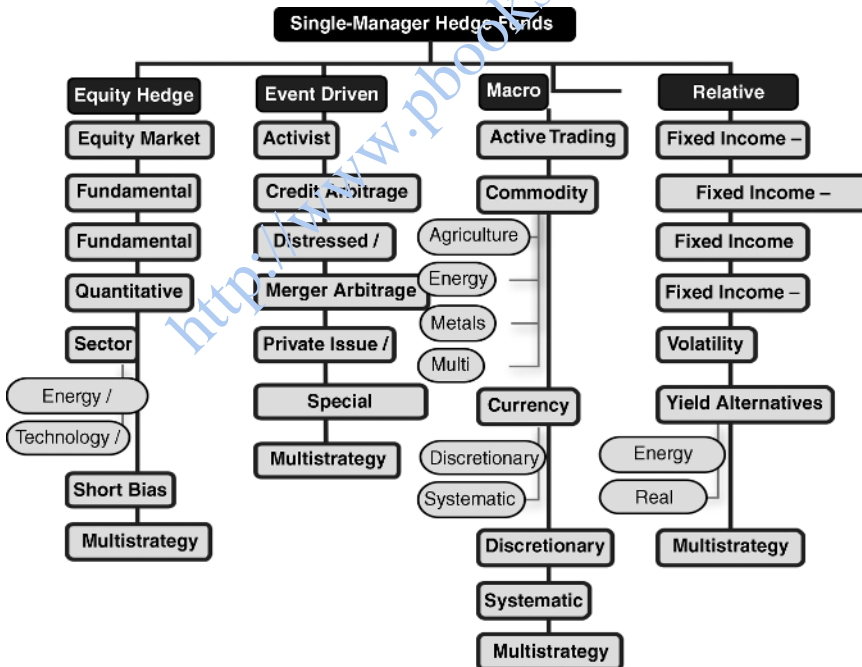 Single-Manager Hedge Funds
Equity Hedge
Equity Market
Fundamental
Fundamental
Quantitative
Sector
Energy /
Technology /
Short Bias
Multistrategy
Event Driven
Activist
Credit Arbitrage
Distressed /
Merger Arbitrage
Private Issue /
Special
Multistrategy
Macro
Active Trading
Commodity
Agriculture
Energy
Metals
Multi
Currency
Discretionary
Systematic
Discretionary
Systematic
Multistrategy
Relative
Fixed Income –
Fixed Income –
Fixed Income
Fixed Income –
Volatility
Yield Alternatives
Energy
Real
Multistrategy
http://www.pbooks